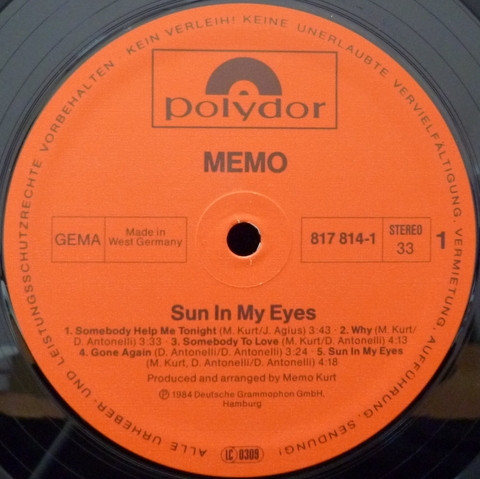 ALLE URHEBER- UND LEISTUNGSSCHUTZRECHTE VORBEHALTEN · KEIN VERLEIH! KEINE UNERLAUBTE VERVIELFÄLTIGUNG, VERMIETUNG, AUFFÜHRUNG, SENDUNG!
polydor
MEMO
GEMA
Made in
West Germany
817 814-1
STEREO
33
1
Sun In My Eyes
1. Somebody Help Me Tonight (M. Kurt/J. Agius) 3:43 · 2. Why (M. Kurt/
D. Antonelli) 3:33 · 3. Somebody To Love (M. Kurt/D. Antonelli) 4:13
4. Gone Again (D. Antonelli/D. Antonelli) 3:24 · 5. Sun In My Eyes
(M. Kurt, D. Antonelli/D. Antonelli) 4:18
Produced and arranged by Memo Kurt
Ⓟ 1984 Deutsche Grammophon GmbH,
Hamburg
LC 0309